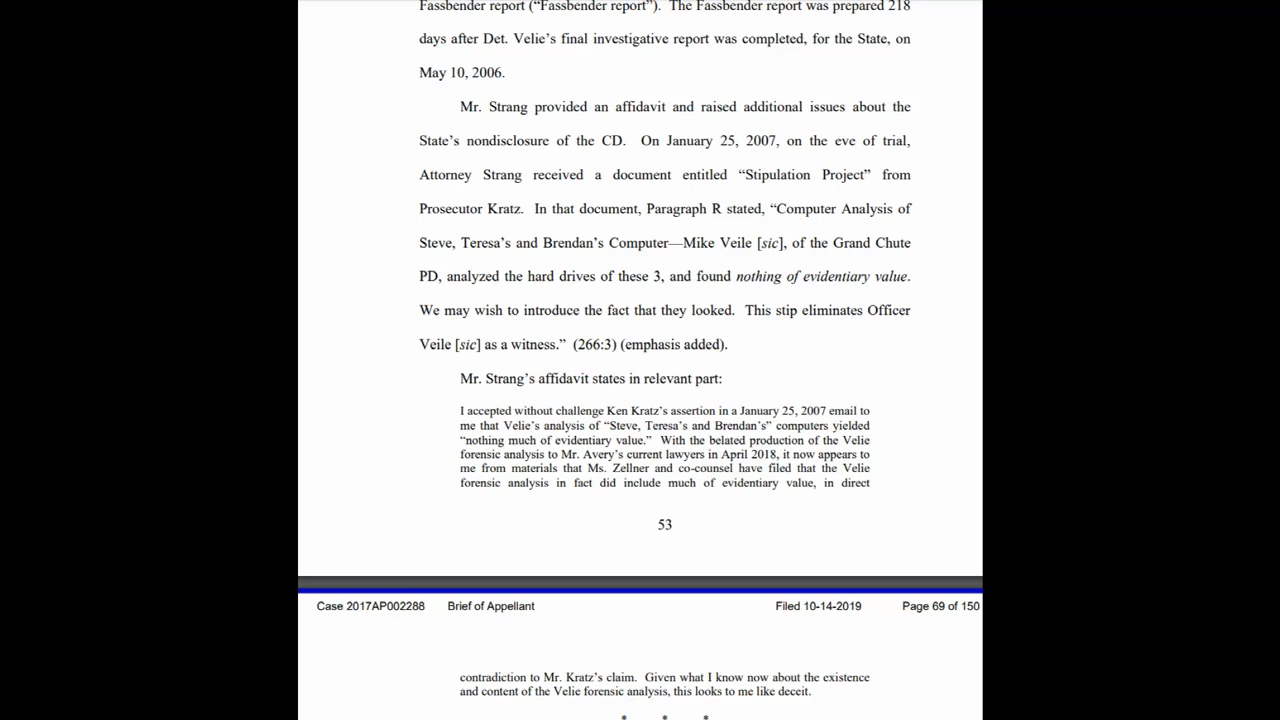 Fassbender report (“Fassbender report”). The Fassbender report was prepared 218
days after Det. Velie’s final investigative report was completed, for the State, on
May 10, 2006.
Mr. Strang provided an affidavit and raised additional issues about the
State’s nondisclosure of the CD. On January 25, 2007, on the eve of trial,
Attorney Strang received a document entitled “Stipulation Project” from
Prosecutor Kratz. In that document, Paragraph R stated, “Computer Analysis of
Steve, Teresa’s and Brendan’s Computer—Mike Veile [sic], of the Grand Chute
PD, analyzed the hard drives of these 3, and found nothing of evidentiary value.
We may wish to introduce the fact that they looked. This stip eliminates Officer
Veile [sic] as a witness.” (266:3) (emphasis added).
Mr. Strang’s affidavit states in relevant part:
I accepted without challenge Ken Kratz’s assertion in a January 25, 2007 email to
me that Velie’s analysis of “Steve, Teresa’s and Brendan’s” computers yielded
“nothing much of evidentiary value.” With the belated production of the Velie
forensic analysis to Mr. Avery’s current lawyers in April 2018, it now appears to
me from materials that Ms. Zellner and co-counsel have filed that the Velie
forensic analysis in fact did include much of evidentiary value, in direct
53
Case 2017AP002288 Brief of Appellant Filed 10-14-2019 Page 69 of 150
contradiction to Mr. Kratz’s claim. Given what I know now about the existence
and content of the Velie forensic analysis, this looks to me like deceit.
* * *